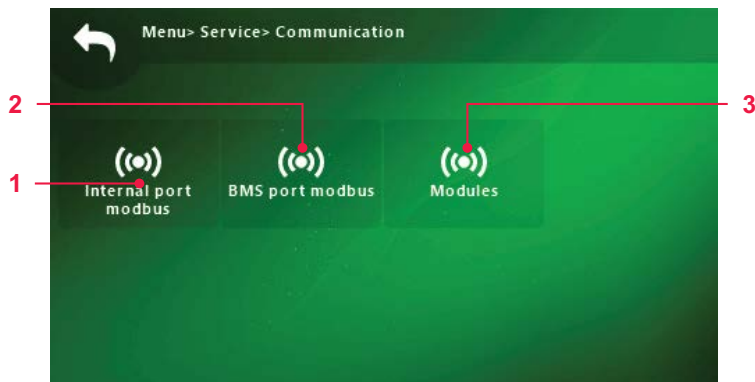 Menu> Service> Communication
2
3
1
Internal port
modbus
BMS port modbus
Modules